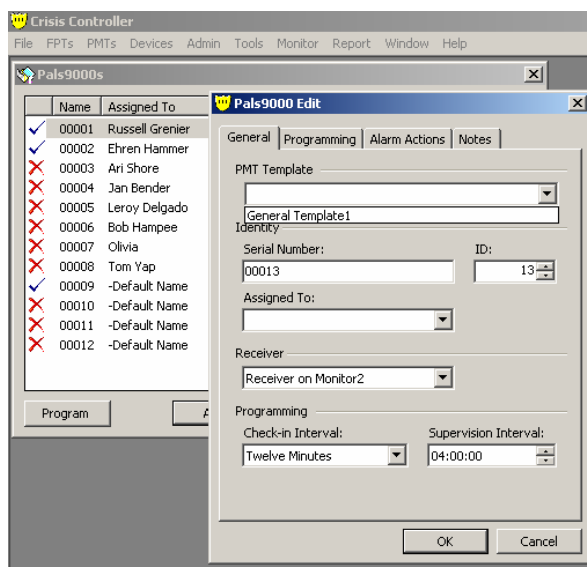 Crisis Controller
File FPTs PMTs Devices Admin Tools Monitor Report Window Help
Pals9000s
Name Assigned To
00001 Russell Grenier
00002 Ehren Hammer
00003 Ari Shore
00004 Jan Bender
00005 Leroy Delgado
00006 Bob Hampee
00007 Olivia
00008 Tom Yap
00009 -Default Name
00010 -Default Name
00011 -Default Name
00012 -Default Name
Program
A
Pals9000 Edit
General Programming Alarm Actions Notes
PMT Template
General Template1
Identity
Serial Number: ID:
00013 13
Assigned To:
Receiver
Receiver on Monitor2
Programming
Check-in Interval: Supervision Interval:
Twelve Minutes 04:00:00
OK Cancel